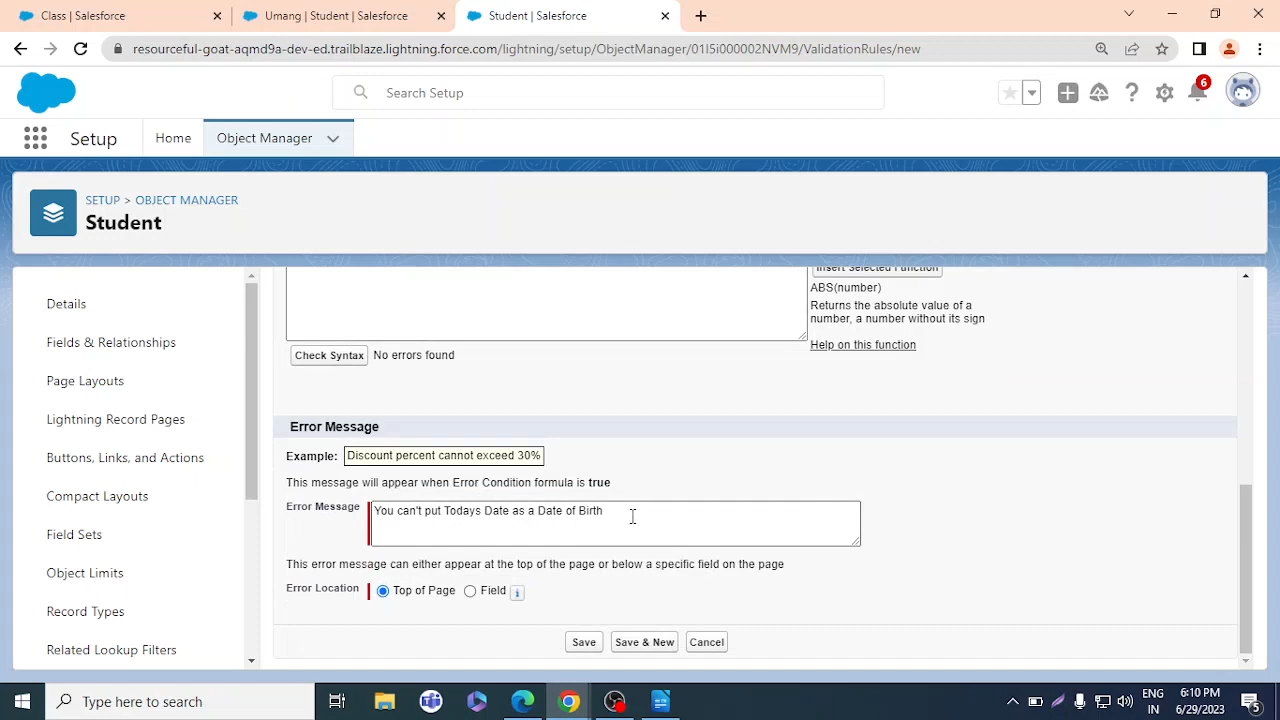 Class | Salesforce
Umang | Student | Salesforce
Student | Salesforce
resourceful-goat-aqmd9a-dev-ed.trailblaze.lightning.force.com/lightning/setup/ObjectManager/01I5i000002NVM9/ValidationRules/new
Search Setup
6
Setup
Home
Object Manager
SETUP > OBJECT MANAGER
Student
Details
Fields & Relationships
Page Layouts
Lightning Record Pages
Buttons, Links, and Actions
Compact Layouts
Field Sets
Object Limits
Record Types
Related Lookup Filters
Insert Selected Function
ABS(number)
Returns the absolute value of a
number, a number without its sign
Help on this function
Check Syntax No errors found
Error Message
Example: Discount percent cannot exceed 30%
This message will appear when Error Condition formula is true
Error Message You can't put Todays Date as a Date of Birth
This error message can either appear at the top of the page or below a specific field on the page
Error Location Top of Page Field i
Save Save & New Cancel
Type here to search
ENG
IN
6:10 PM
6/29/2023
5